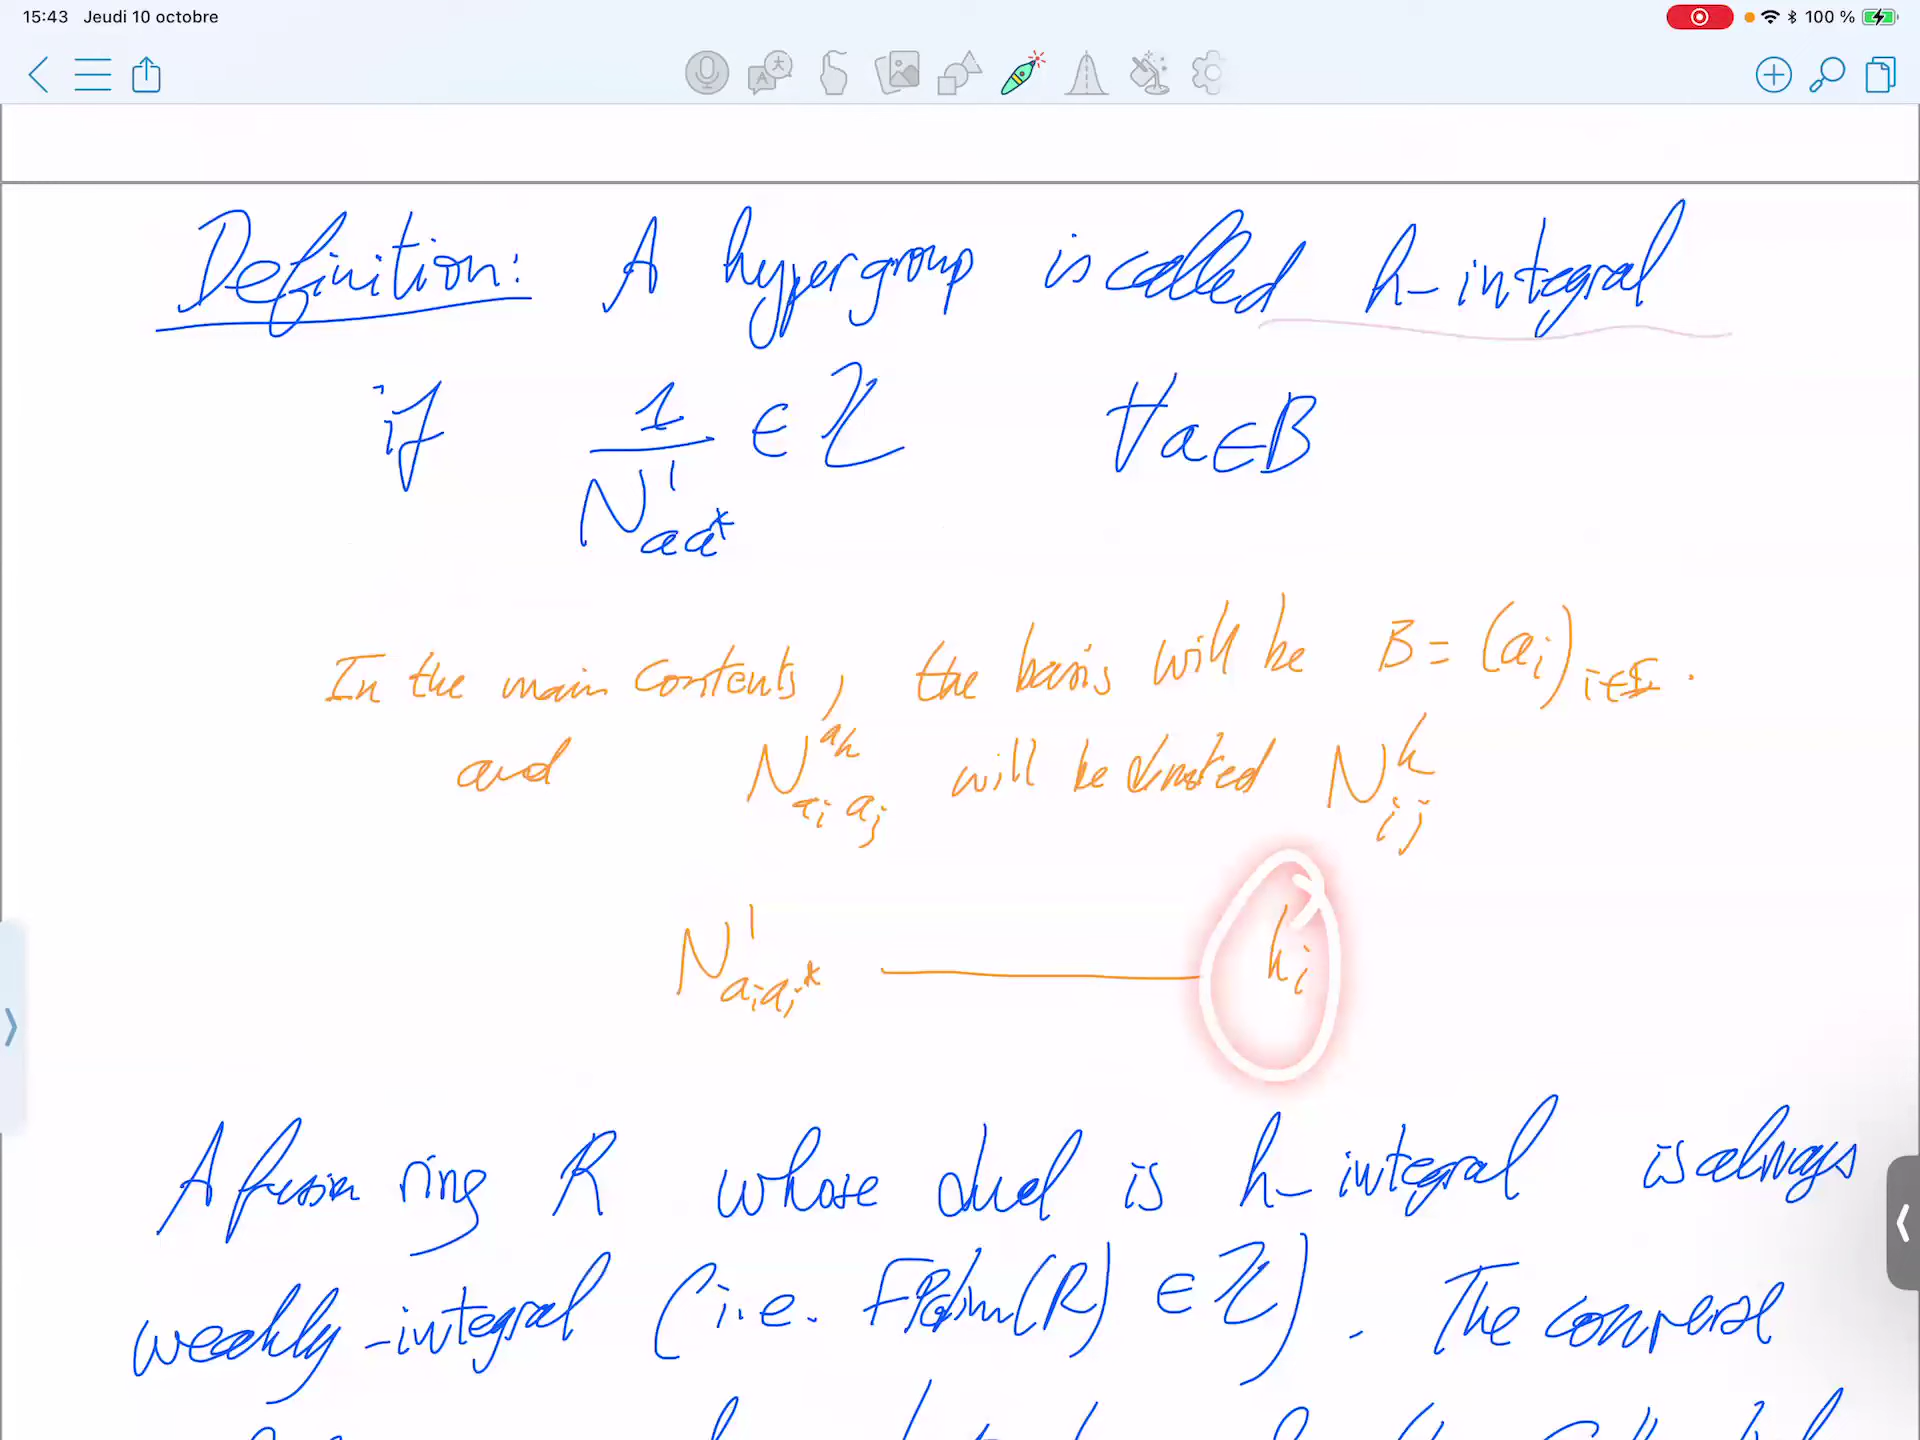 15:43 Jeudi 10 octobre 100 %
Definition: A hypergroup is called h-integral
if 1/N^1_{aa*} ∈ ℤ ∀a∈B
In the main contents, the basis will be B = (a_i)_{i∈I}.
and N^{a_k}_{a_i a_j} will be denoted N^k_{ij}
N^1_{a_i a_i*} ——— h_i
A fusion ring R whose dual is h-integral is always
weakly-integral (i.e. FPdim(R) ∈ ℤ). The converse